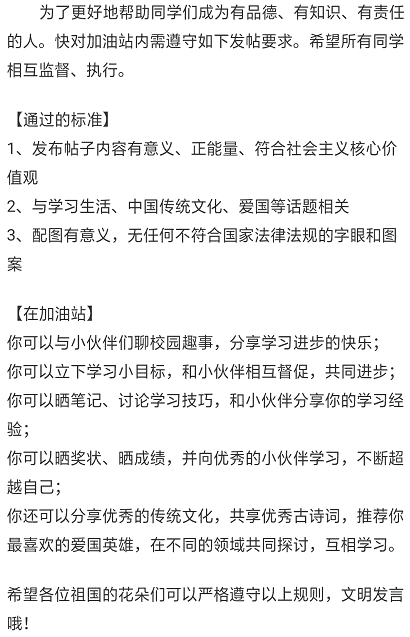 为了更好地帮助同学们成为有品德、有知识、有责任
的人。快对加油站内需遵守如下发帖要求。希望所有同学
相互监督、执行。
【通过的标准】
1、发布帖子内容有意义、正能量、符合社会主义核心价
值观
2、与学习生活、中国传统文化、爱国等话题相关
3、配图有意义，无任何不符合国家法律法规的字眼和图
案
【在加油站】
你可以与小伙伴们聊校园趣事，分享学习进步的快乐；
你可以立下学习小目标，和小伙伴相互督促，共同进步；
你可以晒笔记、讨论学习技巧，和小伙伴分享你的学习经
验；
你可以晒奖状、晒成绩，并向优秀的小伙伴学习，不断超
越自己；
你还可以分享优秀的传统文化，共享优秀古诗词，推荐你
最喜欢的爱国英雄，在不同的领域共同探讨，互相学习。
希望各位祖国的花朵们可以严格遵守以上规则，文明发言
哦！